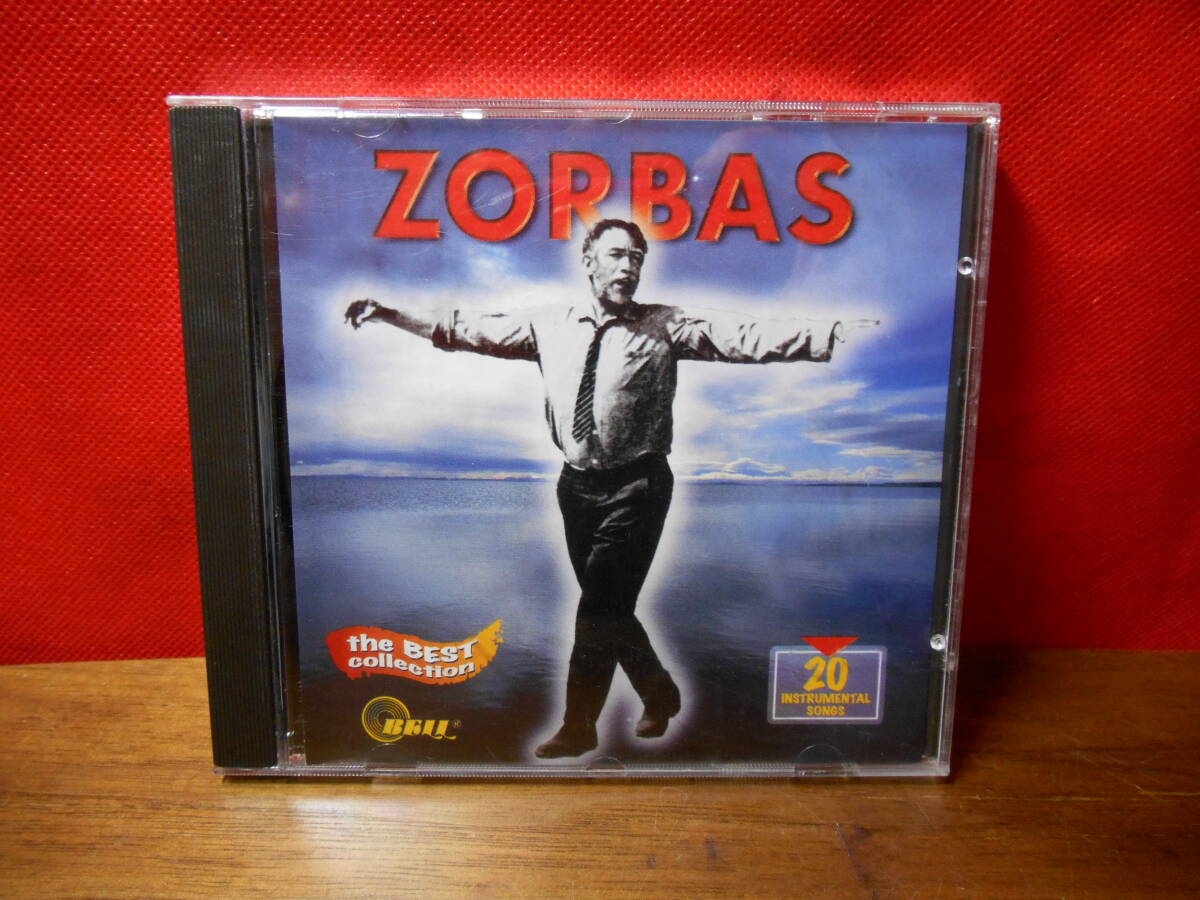 ZORBAS
the BEST
collection
BELL®
20
INSTRUMENTAL
SONGS